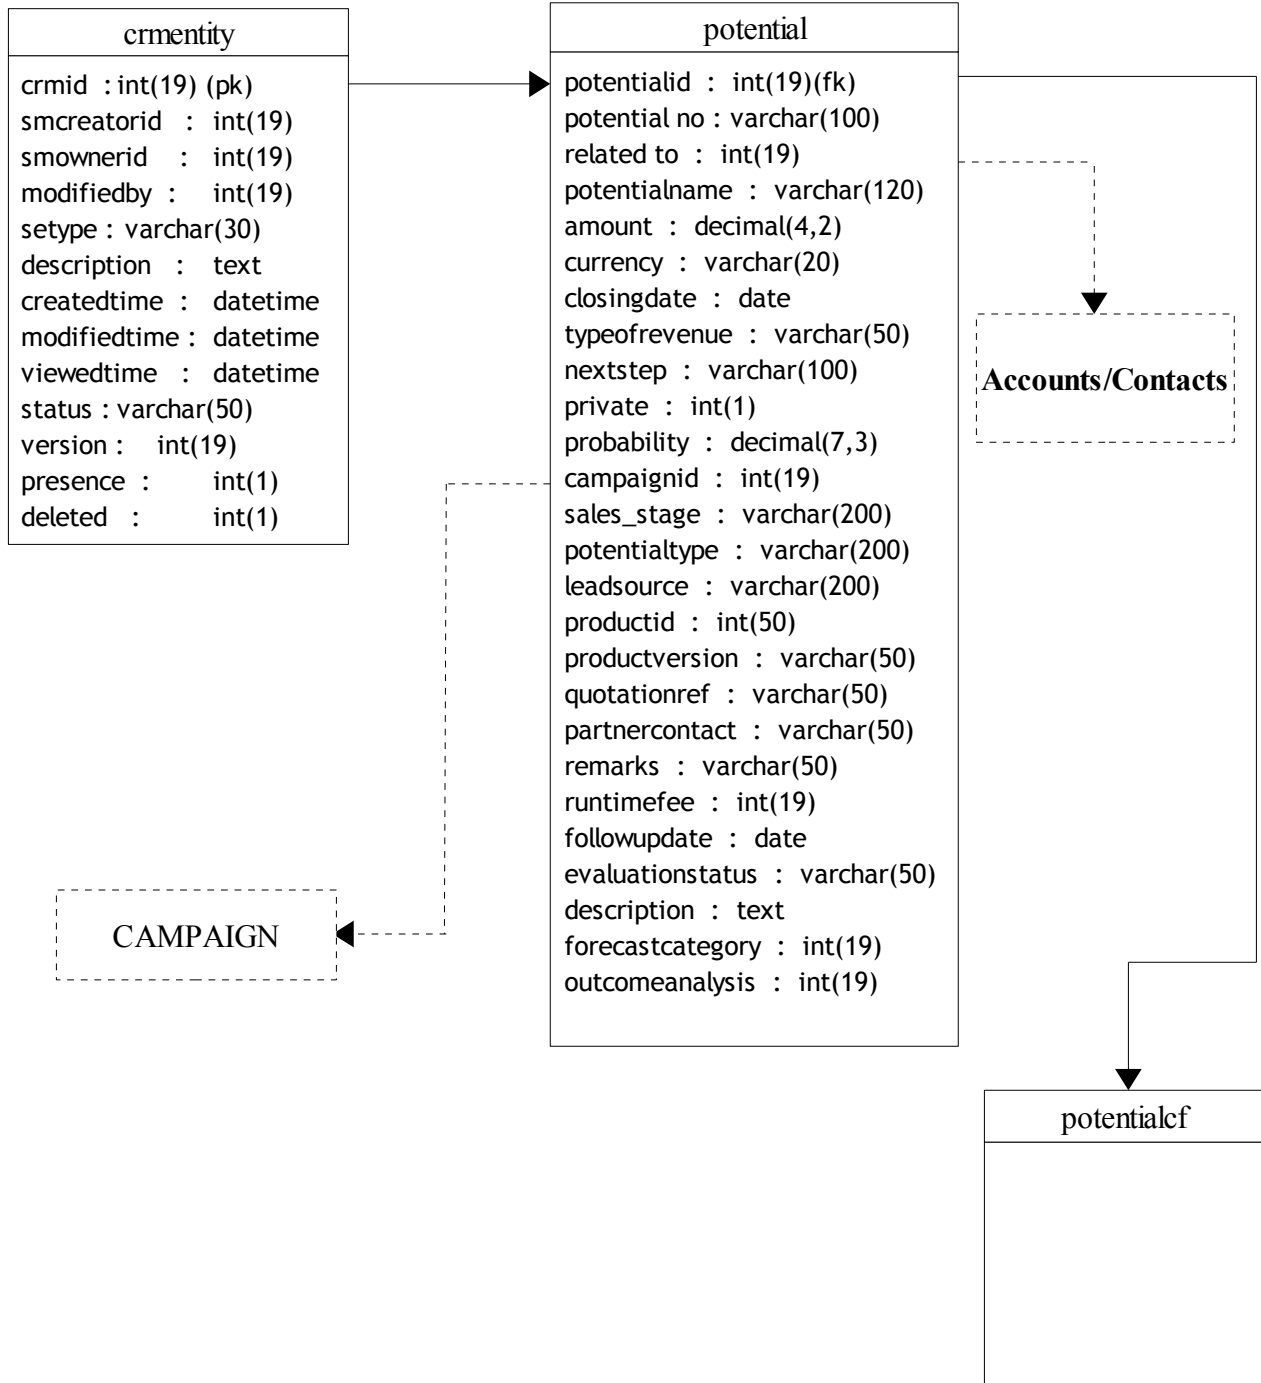 crmentity
crmid : int(19) (pk)
smcreatorid : int(19)
smownerid : int(19)
modifiedby : int(19)
setype : varchar(30)
description : text
createdtime : datetime
modifiedtime : datetime
viewedtime : datetime
status : varchar(50)
version : int(19)
presence : int(1)
deleted : int(1)
potential
potentialid : int(19)(fk)
potential no : varchar(100)
related to : int(19)
potentialname : varchar(120)
amount : decimal(4,2)
currency : varchar(20)
closingdate : date
typeofrevenue : varchar(50)
nextstep : varchar(100)
private : int(1)
probability : decimal(7,3)
campaignid : int(19)
sales_stage : varchar(200)
potentialtype : varchar(200)
leadsource : varchar(200)
productid : int(50)
productversion : varchar(50)
quotationref : varchar(50)
partnercontact : varchar(50)
remarks : varchar(50)
runtimefee : int(19)
followupdate : date
evaluationstatus : varchar(50)
description : text
forecastcategory : int(19)
outcomeanalysis : int(19)
Accounts/Contacts
CAMPAIGN
potentialcf